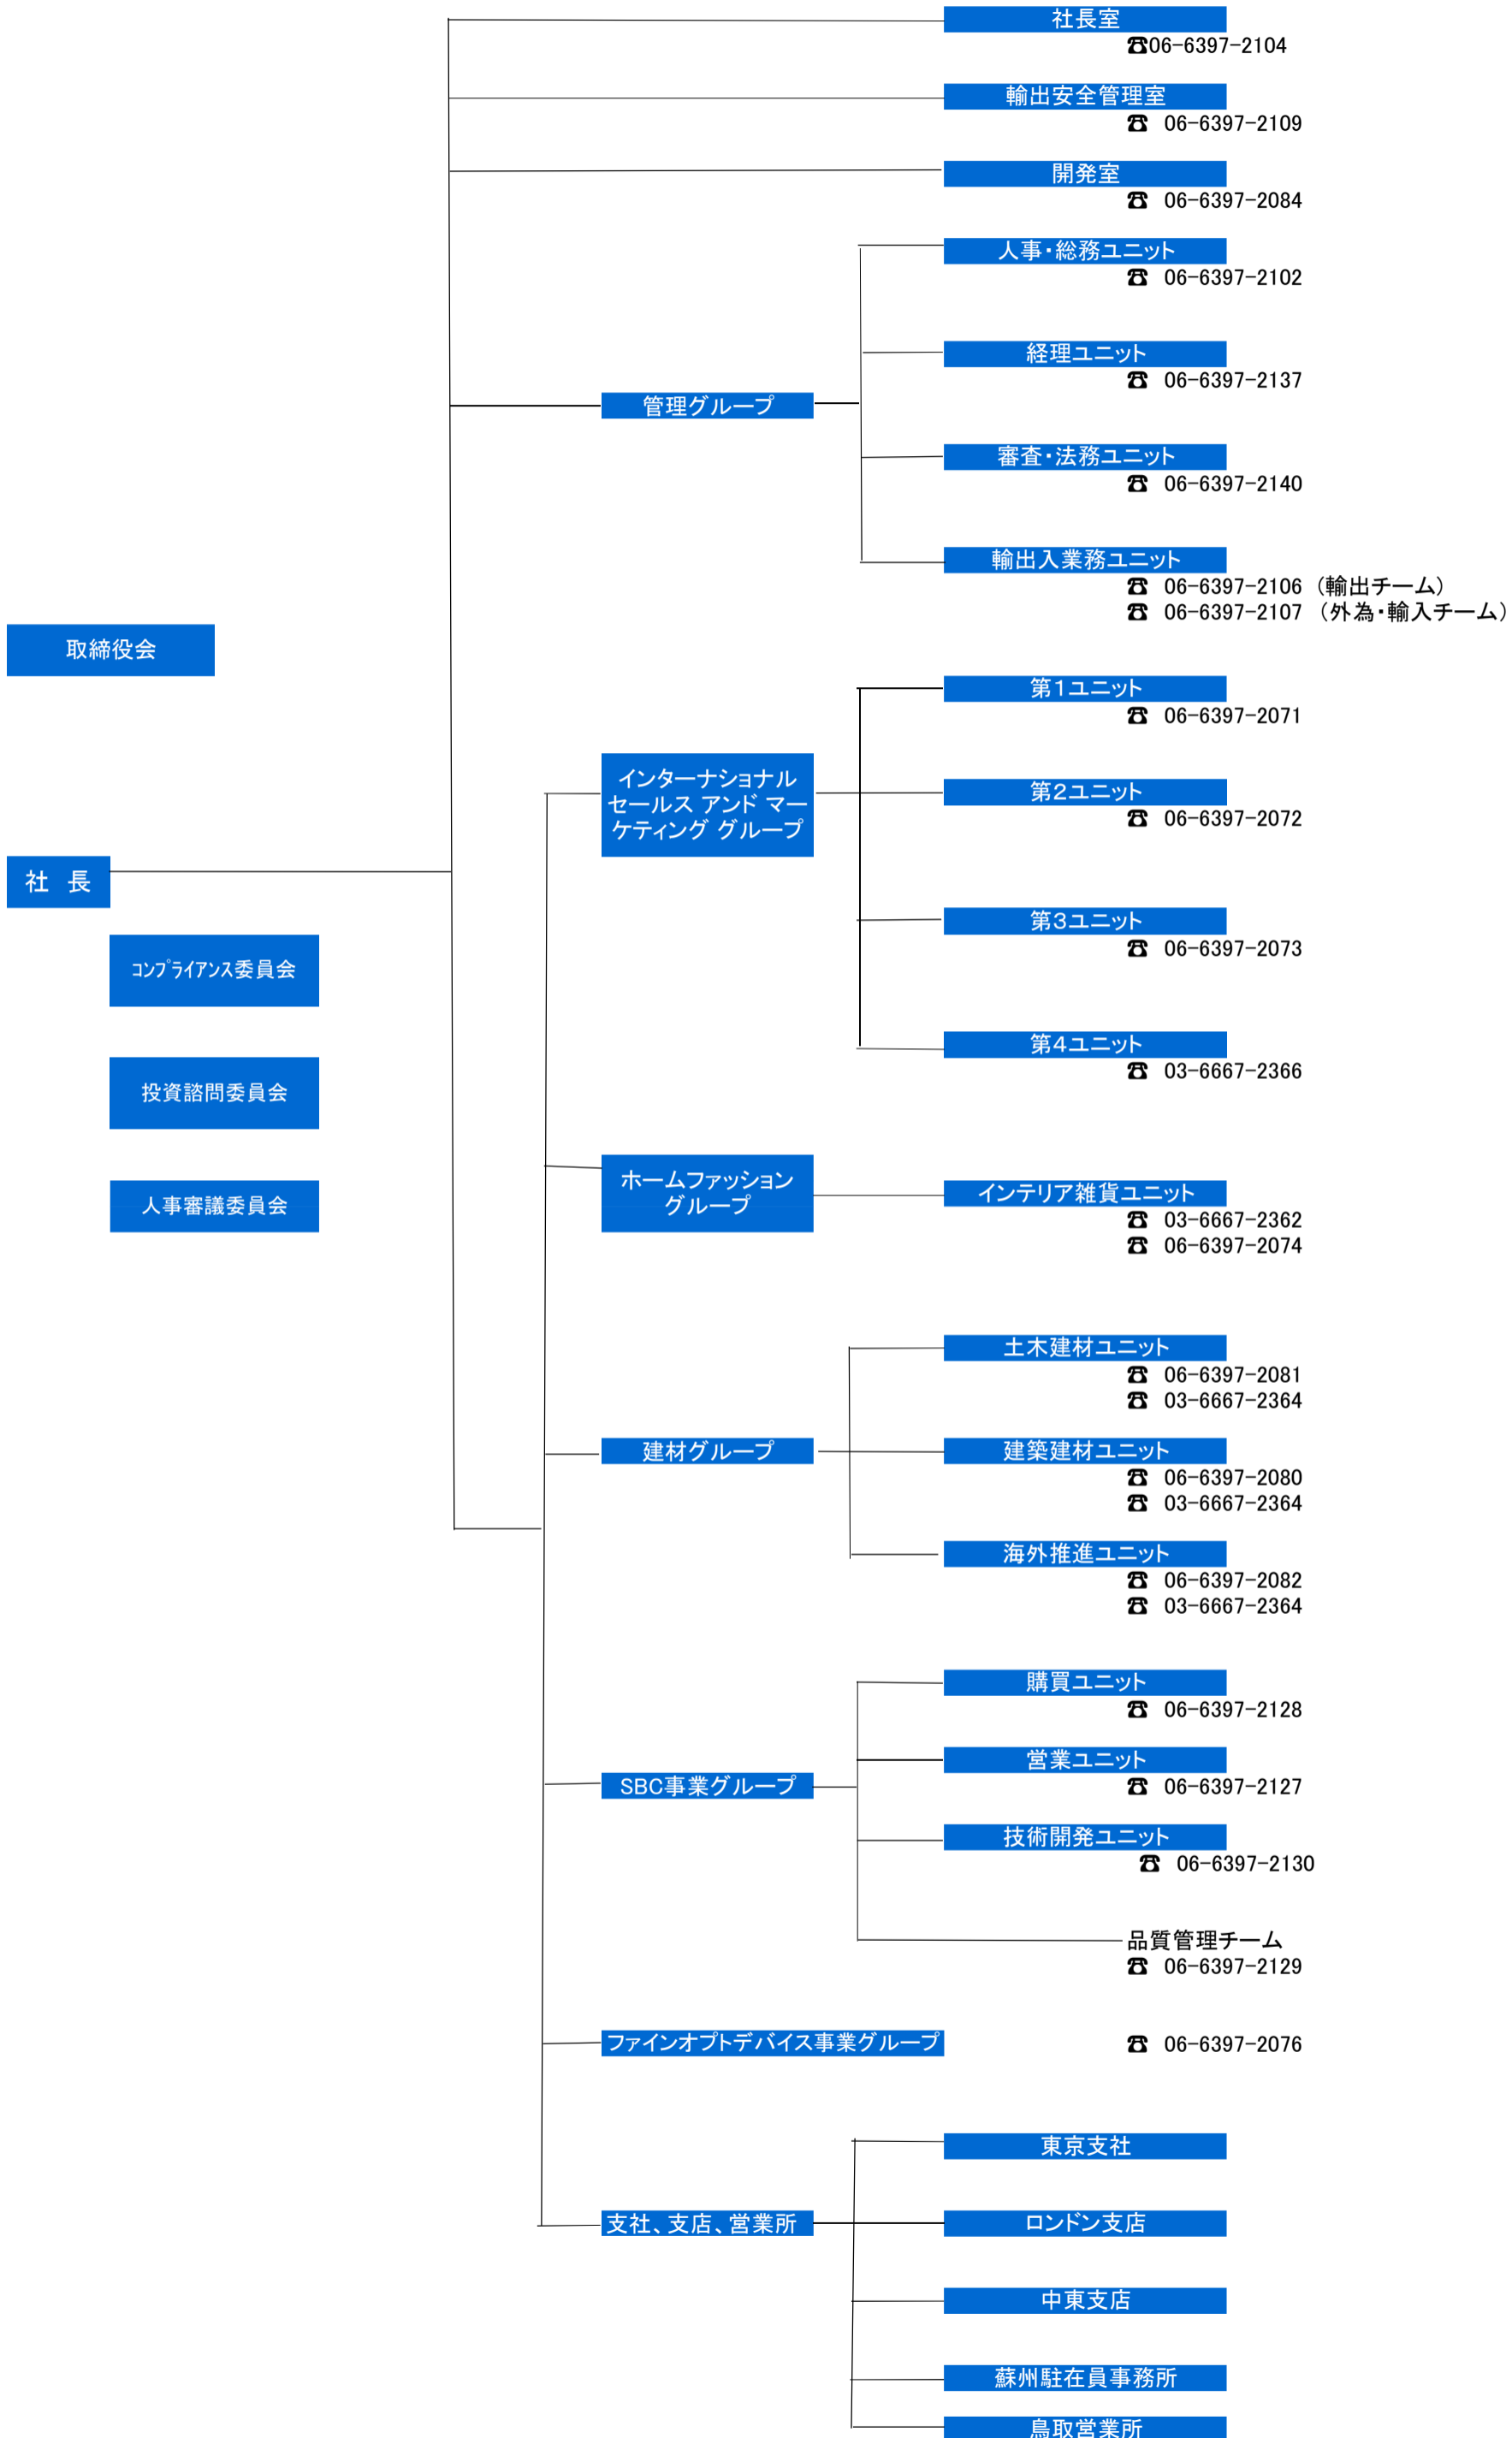 社長室
☎06-6397-2104
輸出安全管理室
☎ 06-6397-2109
開発室
☎ 06-6397-2084
人事・総務ユニット
☎ 06-6397-2102
経理ユニット
☎ 06-6397-2137
管理グループ
審査・法務ユニット
☎ 06-6397-2140
輸出入業務ユニット
☎ 06-6397-2106 (輸出チーム)
☎ 06-6397-2107 (外為・輸入チーム)
取締役会
第1ユニット
☎ 06-6397-2071
インターナショナル
セールス アンド マー
ケティング グループ
第2ユニット
☎ 06-6397-2072
社 長
第3ユニット
☎ 06-6397-2073
ｺﾝﾌﾟﾗｲｱﾝｽ委員会
第4ユニット
☎ 03-6667-2366
投資諮問委員会
ホームファッション
グループ
人事審議委員会
インテリア雑貨ユニット
☎ 03-6667-2362
☎ 06-6397-2074
土木建材ユニット
☎ 06-6397-2081
☎ 03-6667-2364
建材グループ
建築建材ユニット
☎ 06-6397-2080
☎ 03-6667-2364
海外推進ユニット
☎ 06-6397-2082
☎ 03-6667-2364
購買ユニット
☎ 06-6397-2128
営業ユニット
☎ 06-6397-2127
SBC事業グループ
技術開発ユニット
☎ 06-6397-2130
品質管理チーム
☎ 06-6397-2129
ファインオプトデバイス事業グループ
☎ 06-6397-2076
東京支社
支社、支店、営業所
ロンドン支店
中東支店
蘇州駐在員事務所
鳥取営業所